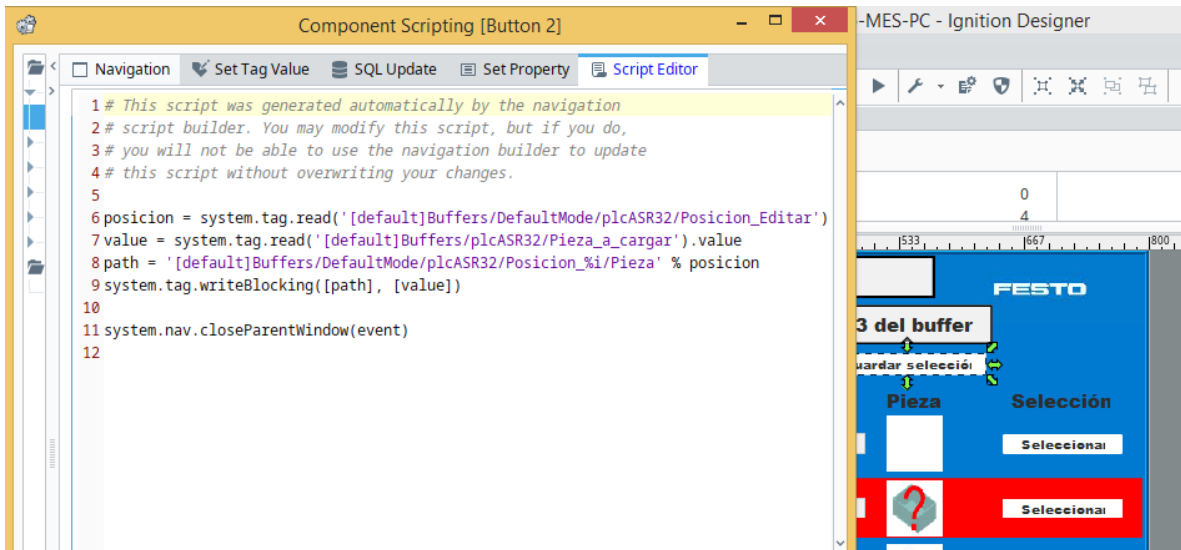 Component Scripting [Button 2]
-MES-PC - Ignition Designer
Navigation
Set Tag Value
SQL Update
Set Property
Script Editor
1 # This script was generated automatically by the navigation
2 # script builder. You may modify this script, but if you do,
3 # you will not be able to use the navigation builder to update
4 # this script without overwriting your changes.
5
6 posicion = system.tag.read('[default]Buffers/DefaultMode/plcASR32/Posicion_Editar')
7 value = system.tag.read('[default]Buffers/plcASR32/Pieza_a_cargar').value
8 path = '[default]Buffers/DefaultMode/plcASR32/Posicion_%i/Pieza' % posicion
9 system.tag.writeBlocking([path], [value])
10
11 system.nav.closeParentWindow(event)
12
0
4
533
667
800
FESTO
3 del buffer
uardar selecció
Pieza
Selección
Selecciona
Selecciona